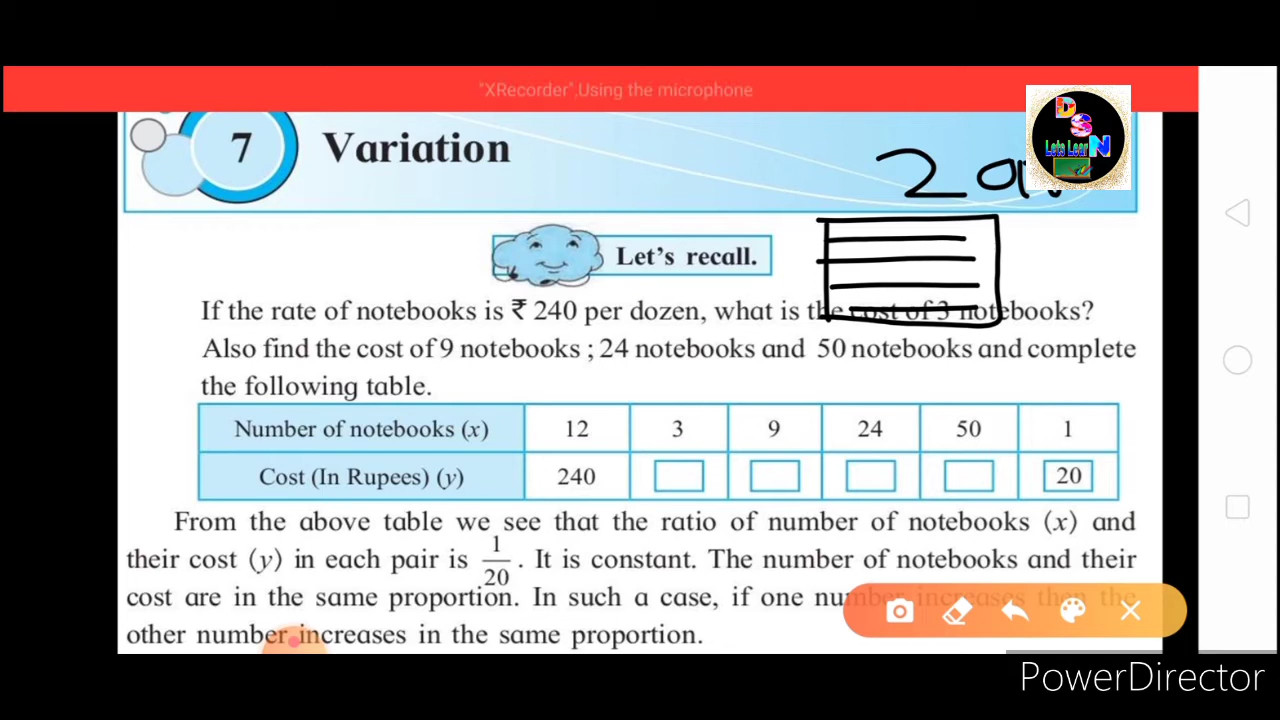 "XRecorder",Using the microphone
DSN
Lets Lear
7 Variation
2
Let's recall.
If the rate of notebooks is ₹ 240 per dozen, what is the cost of 3 notebooks?
Also find the cost of 9 notebooks ; 24 notebooks and 50 notebooks and complete
the following table.
Number of notebooks (x) 12 3 9 24 50 1
Cost (In Rupees) (y) 240 20
From the above table we see that the ratio of number of notebooks (x) and
their cost (y) in each pair is 1/20 . It is constant. The number of notebooks and their
cost are in the same proportion. In such a case, if one number increases then the
other number increases in the same proportion.
PowerDirector